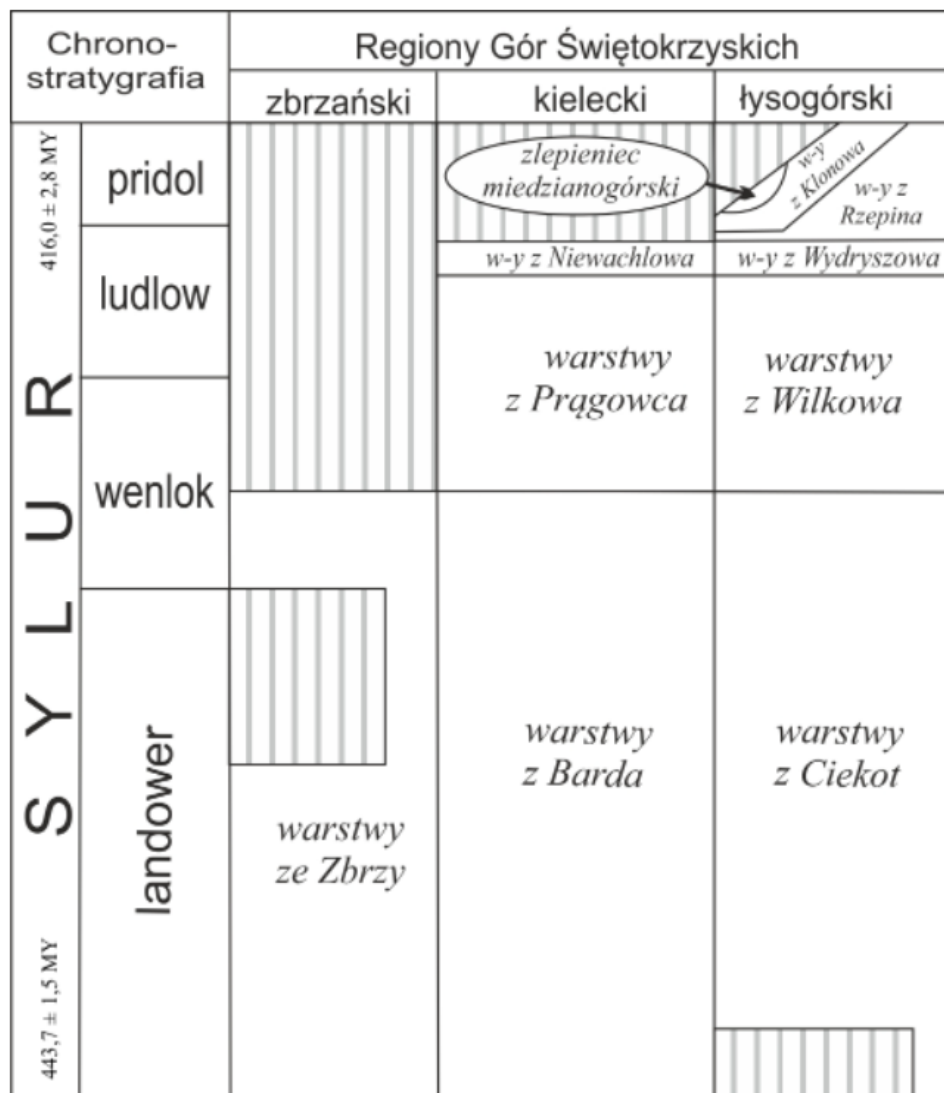 Chrono-
stratygrafia
Regiony Gór Świętokrzyskich
zbrzański
kielecki
łysogórski
416,0 ± 2,8 MY
SYLUR
443,7 ± 1,5 MY
pridol
ludlow
wenlok
landower
zlepieniec
miedzianogórski
w-y
z Klonowa
w-y z
Rzepina
w-y z Niewachlowa
w-y z Wydryszowa
warstwy
z Prągowca
warstwy
z Wilkowa
warstwy
ze Zbrzy
warstwy
z Barda
warstwy
z Ciekot